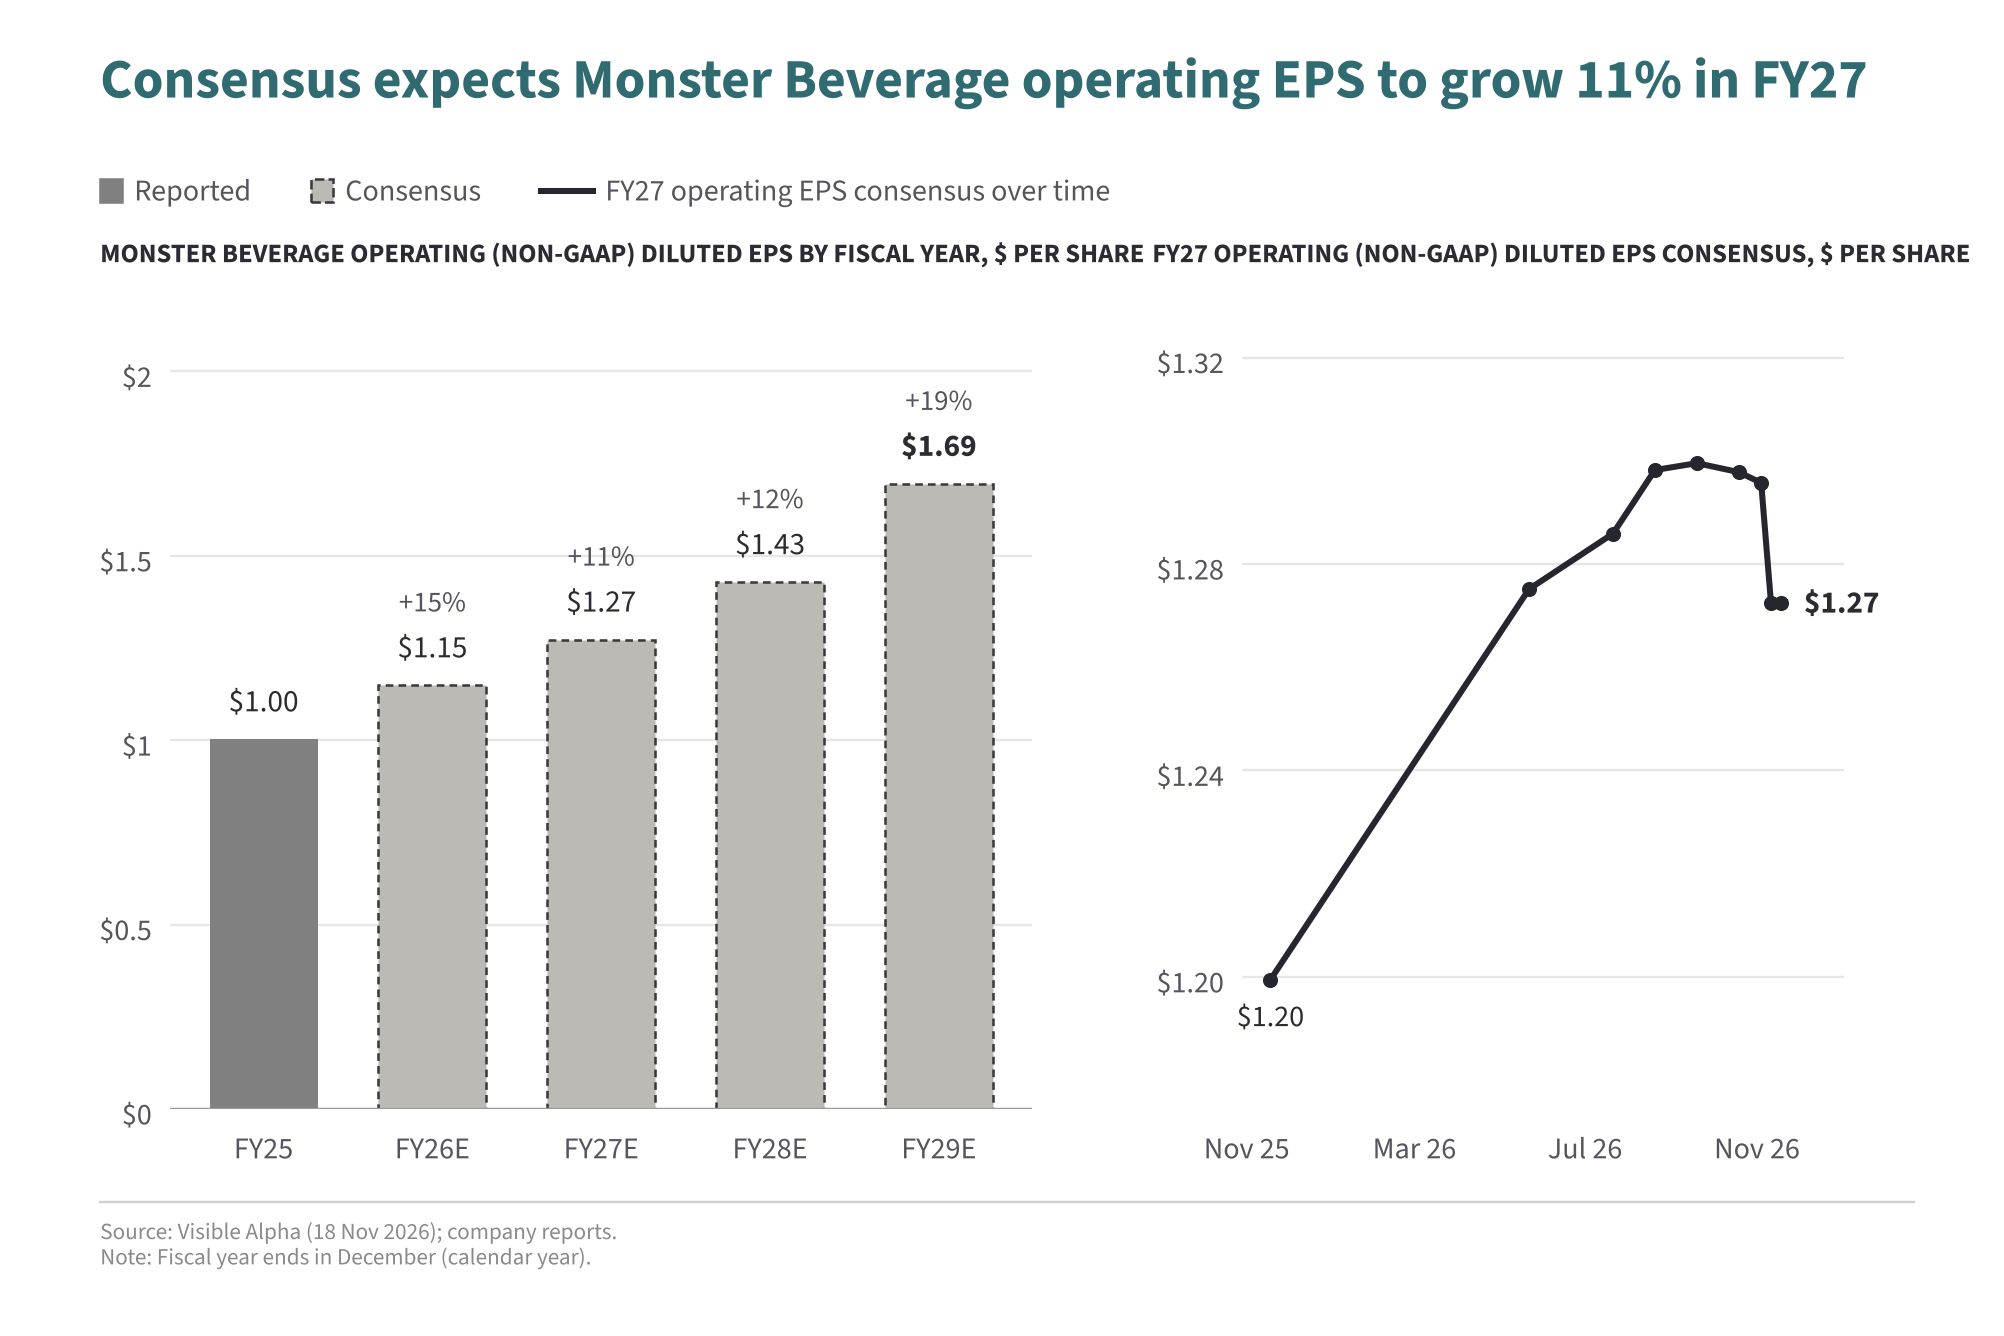 Consensus expects Monster Beverage operating EPS to grow 11% in FY27
Reported
Consensus
FY27 operating EPS consensus over time
MONSTER BEVERAGE OPERATING (NON-GAAP) DILUTED EPS BY FISCAL YEAR, $ PER SHARE
$2
$1.5
$1
$0.5
$0
$1.00
+15%
$1.15
+11%
$1.27
+12%
$1.43
+19%
$1.69
FY25
FY26E
FY27E
FY28E
FY29E
FY27 OPERATING (NON-GAAP) DILUTED EPS CONSENSUS, $ PER SHARE
$1.32
$1.28
$1.24
$1.20
$1.20
$1.27
Nov 25
Mar 26
Jul 26
Nov 26
Source: Visible Alpha (18 Nov 2026); company reports.
Note: Fiscal year ends in December (calendar year).